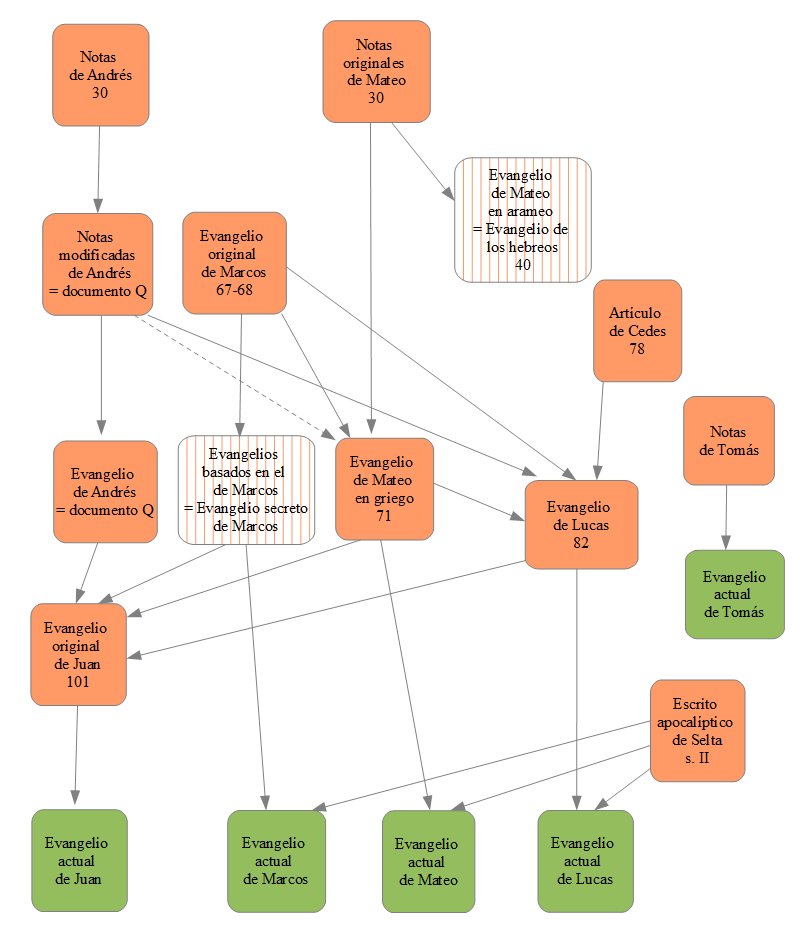 Notas
de Andrés
30
Notas
originales
de Mateo
30
Evangelio
de Mateo
en arameo
= Evangelio de
los hebreos
40
Notas
modificadas
de Andrés
= documento Q
Evangelio
original
de Marcos
67-68
Artículo
de Cedes
78
Notas
de Tomás
Evangelio
de Andrés
= documento Q
Evangelios
basados en el
de Marcos
= Evangelio secreto
de Marcos
Evangelio
de Mateo
en griego
71
Evangelio
de Lucas
82
Evangelio
actual
de Tomás
Evangelio
original
de Juan
101
Escrito
apocalíptico
de Selta
s. II
Evangelio
actual
de Juan
Evangelio
actual
de Marcos
Evangelio
actual
de Mateo
Evangelio
actual
de Lucas